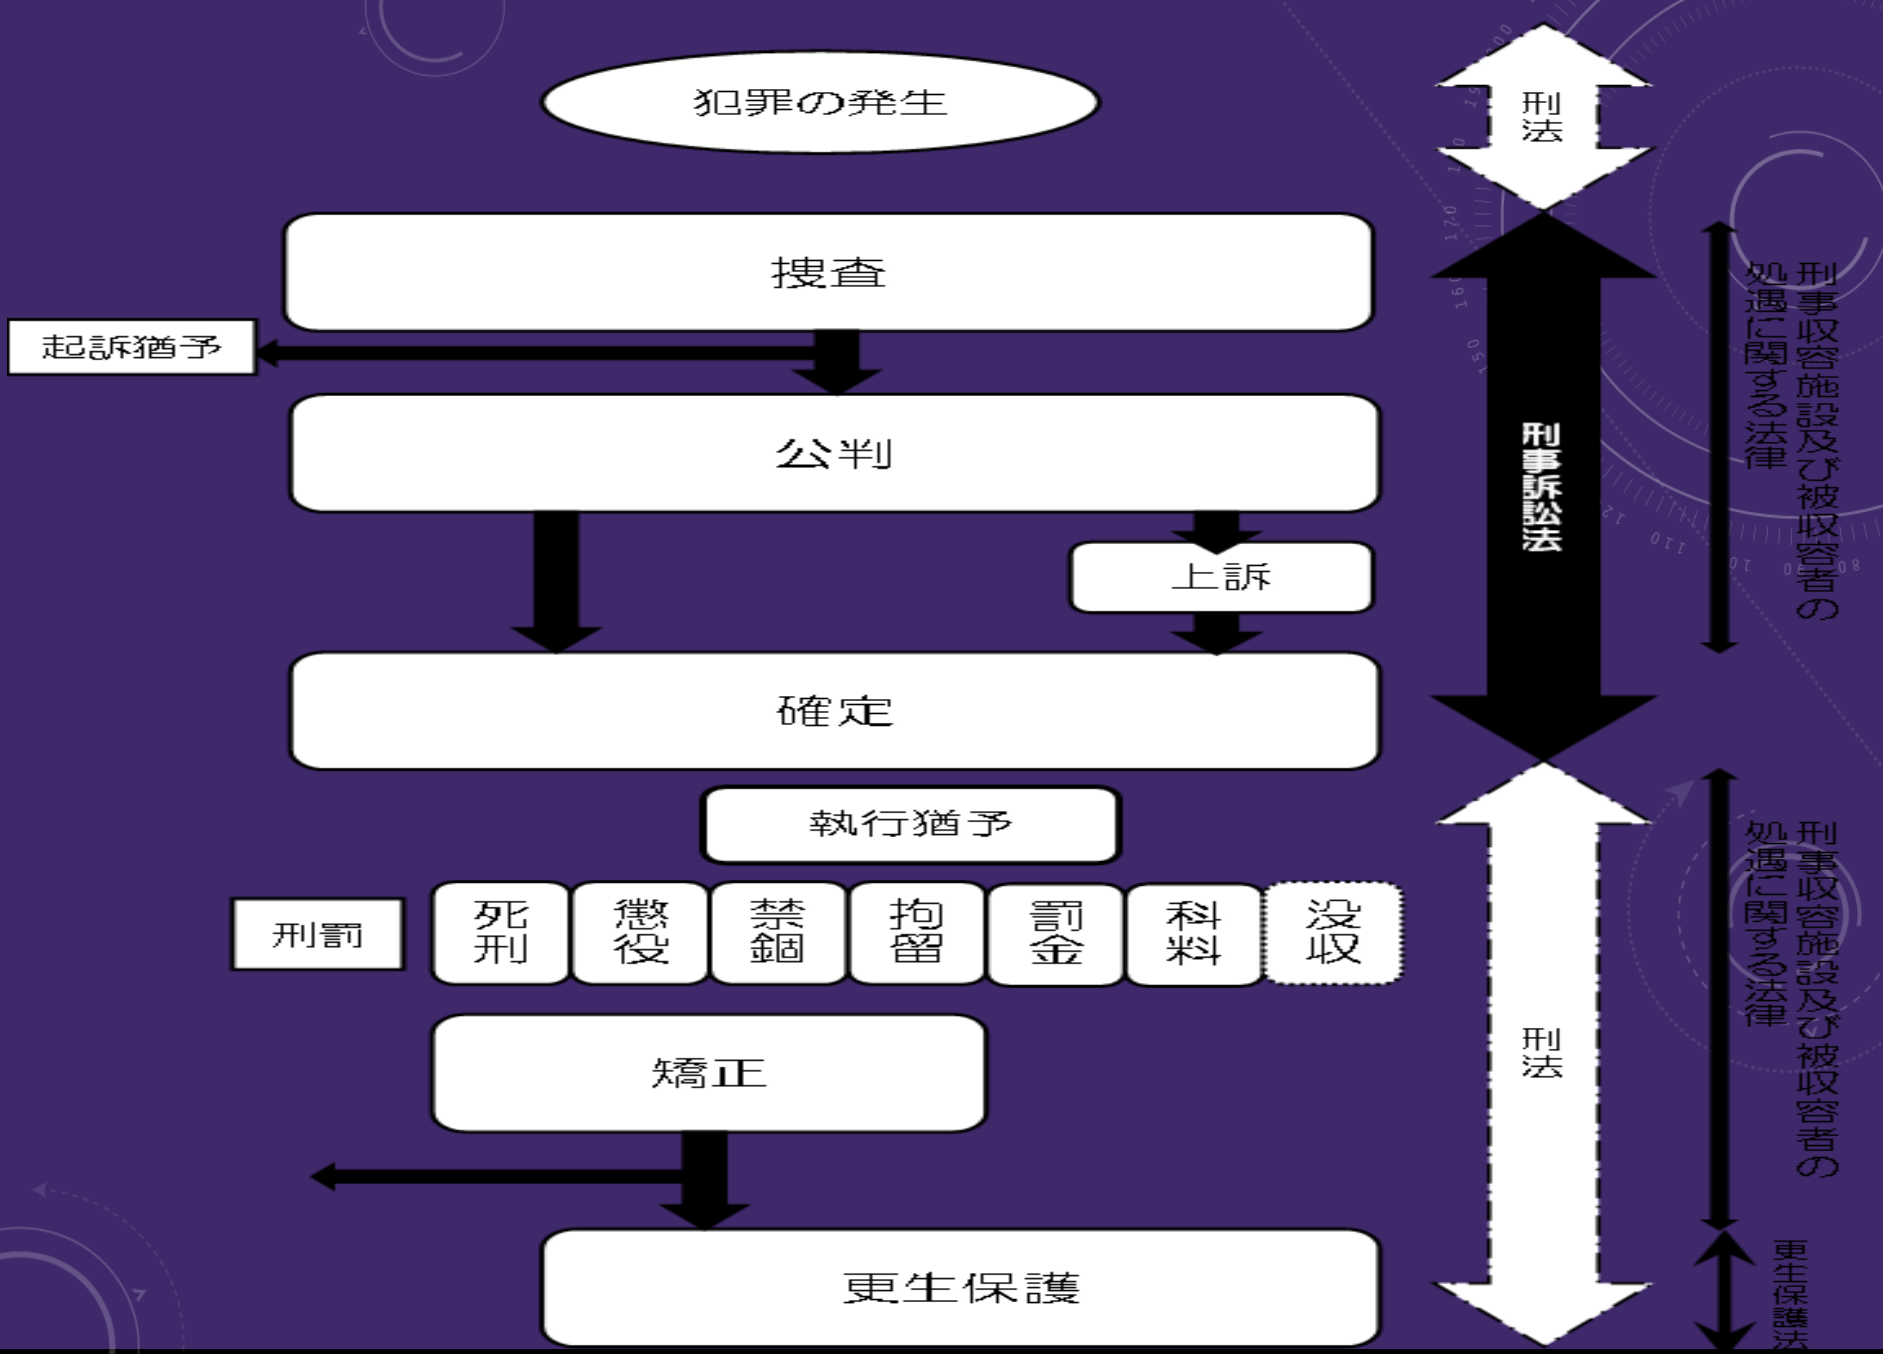 犯罪の発生
刑法
捜査
起訴猶予
公判
上訴
刑事訴訟法
刑事収容施設及び被収容者の
処遇に関する法律
確定
執行猶予
刑罰
死刑
懲役
禁錮
拘留
罰金
科料
没収
矯正
更生保護
刑法
刑事収容施設及び被収容者の
処遇に関する法律
更生保護法